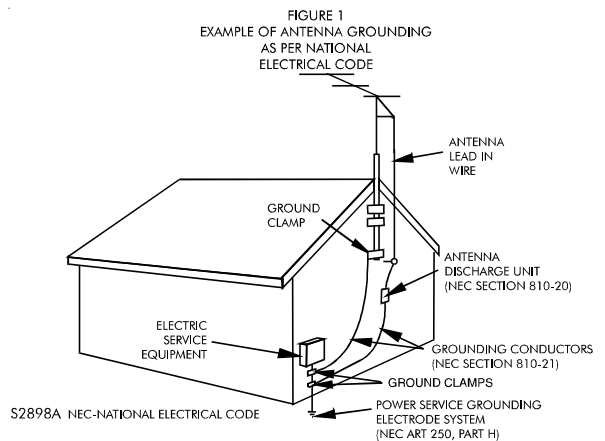 FIGURE 1
EXAMPLE OF ANTENNA GROUNDING
AS PER NATIONAL
ELECTRICAL CODE
ANTENNA
LEAD IN
WIRE
GROUND
CLAMP
ANTENNA
DISCHARGE UNIT
(NEC SECTION 810-20)
ELECTRIC
SERVICE
EQUIPMENT
GROUNDING CONDUCTORS
(NEC SECTION 810-21)
GROUND CLAMPS
POWER SERVICE GROUNDING
ELECTRODE SYSTEM
(NEC ART 250, PART H)
S2898A NEC-NATIONAL ELECTRICAL CODE